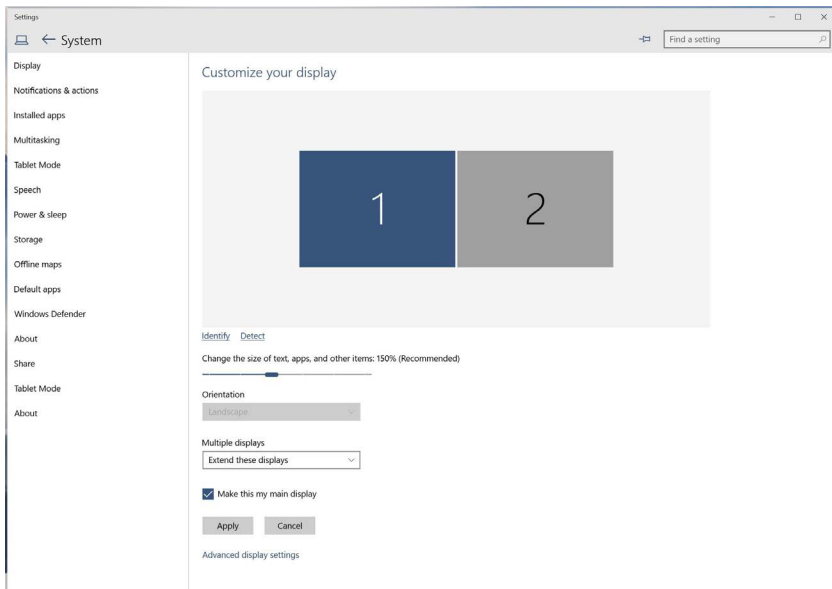 Settings
System
Find a setting
Display
Notifications & actions
Installed apps
Multitasking
Tablet Mode
Speech
Power & sleep
Storage
Offline maps
Default apps
Windows Defender
About
Share
Tablet Mode
About
Customize your display
1 2
Identify Detect
Change the size of text, apps, and other items: 150% (Recommended)
Orientation
Landscape
Multiple displays
Extend these displays
Make this my main display
Apply Cancel
Advanced display settings